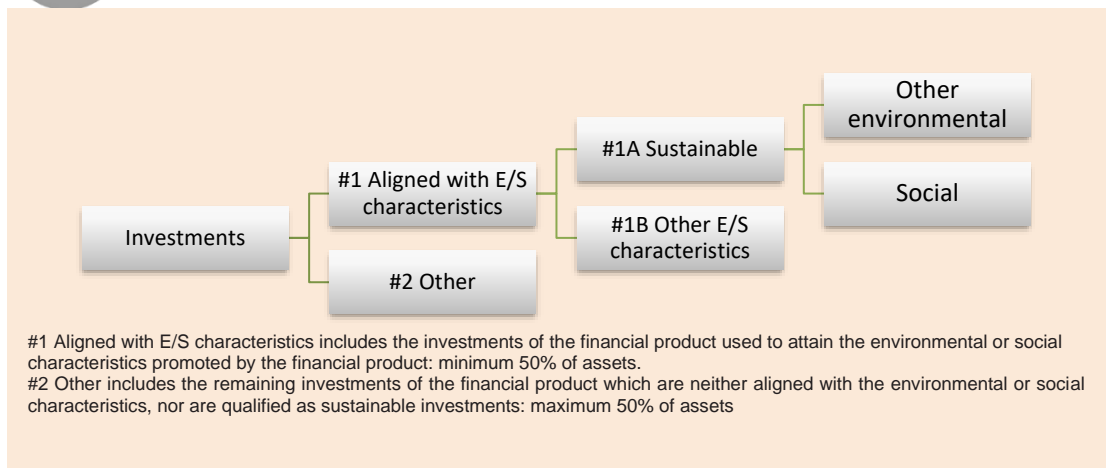 Other
environmental
#1A Sustainable
#1 Aligned with E/S
characteristics
Social
Investments
#1B Other E/S
characteristics
#2 Other
#1 Aligned with E/S characteristics includes the investments of the financial product used to attain the environmental or social
characteristics promoted by the financial product: minimum 50% of assets.
#2 Other includes the remaining investments of the financial product which are neither aligned with the environmental or social
characteristics, nor are qualified as sustainable investments: maximum 50% of assets